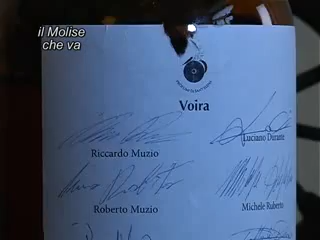 il Molise
che va
Voira
Riccardo Muzio
Luciano Durante
Roberto Muzio
Michele Ruberto